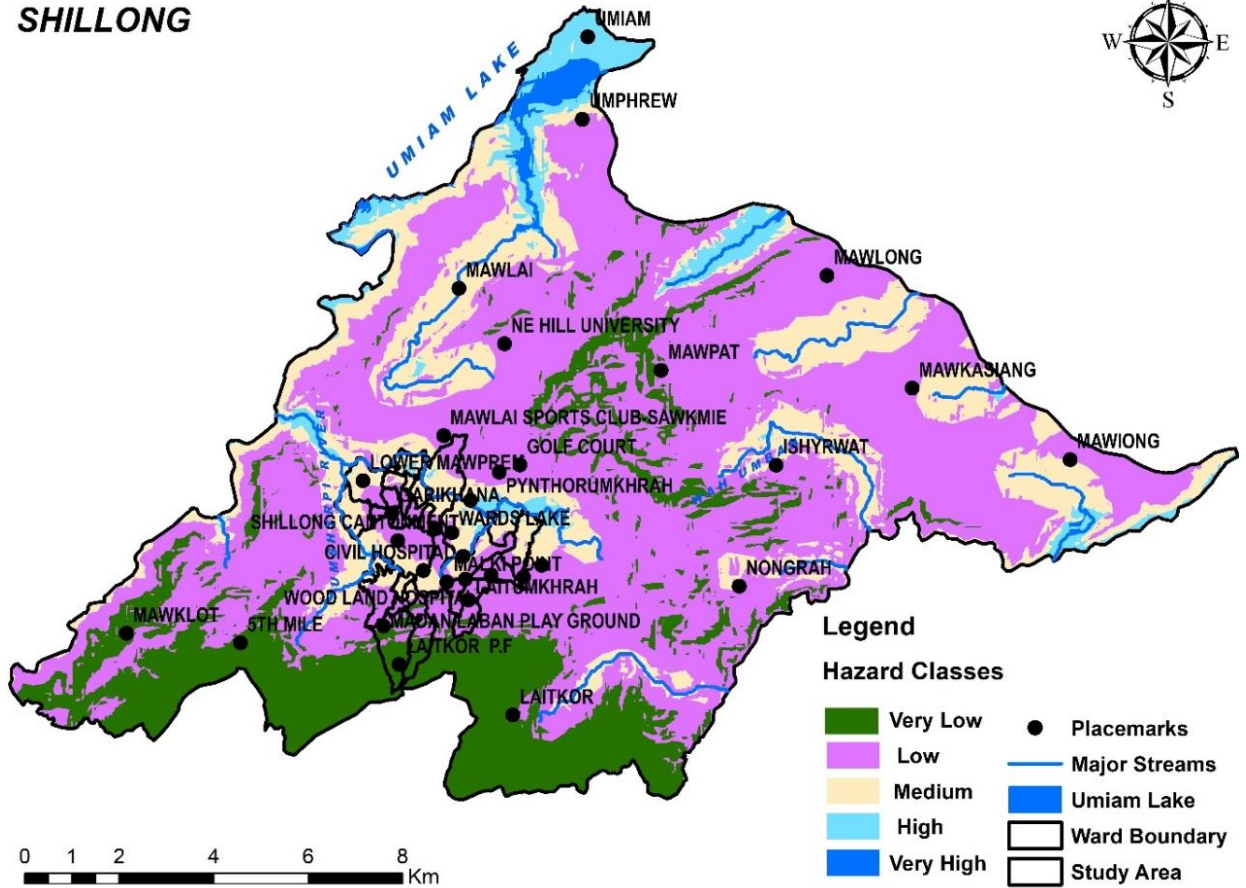 SHILLONG
W
E
S
UMIAM
UMIAM LAKE
UMPHREW
MAWLONG
MAWLAI
NE HILL UNIVERSITY
MAWPAT
MAWKASIANG
MAWLAI SPORTS CLUB-SAWKMIE
GOLF COURT
MAWIONG
ISHYRWAT
LOWER MAWPREM
PYNTHORUMKHRAH
UMSHIRPI RIVER
SHILLONG CANTONMENT
WARDS LAKE
CIVIL HOSPITAL
MALKI POINT
NONGRAH
LAITUMKHRAH
WOOD LAND HOSPITAL
MAWKLOT
5TH MILE
MADAN LABAN PLAY GROUND
LAITKOR P.F
LAITKOR
Legend
Hazard Classes
Very Low
Low
Medium
High
Very High
Placemarks
Major Streams
Umiam Lake
Ward Boundary
Study Area
0 1 2 4 6 8
Km